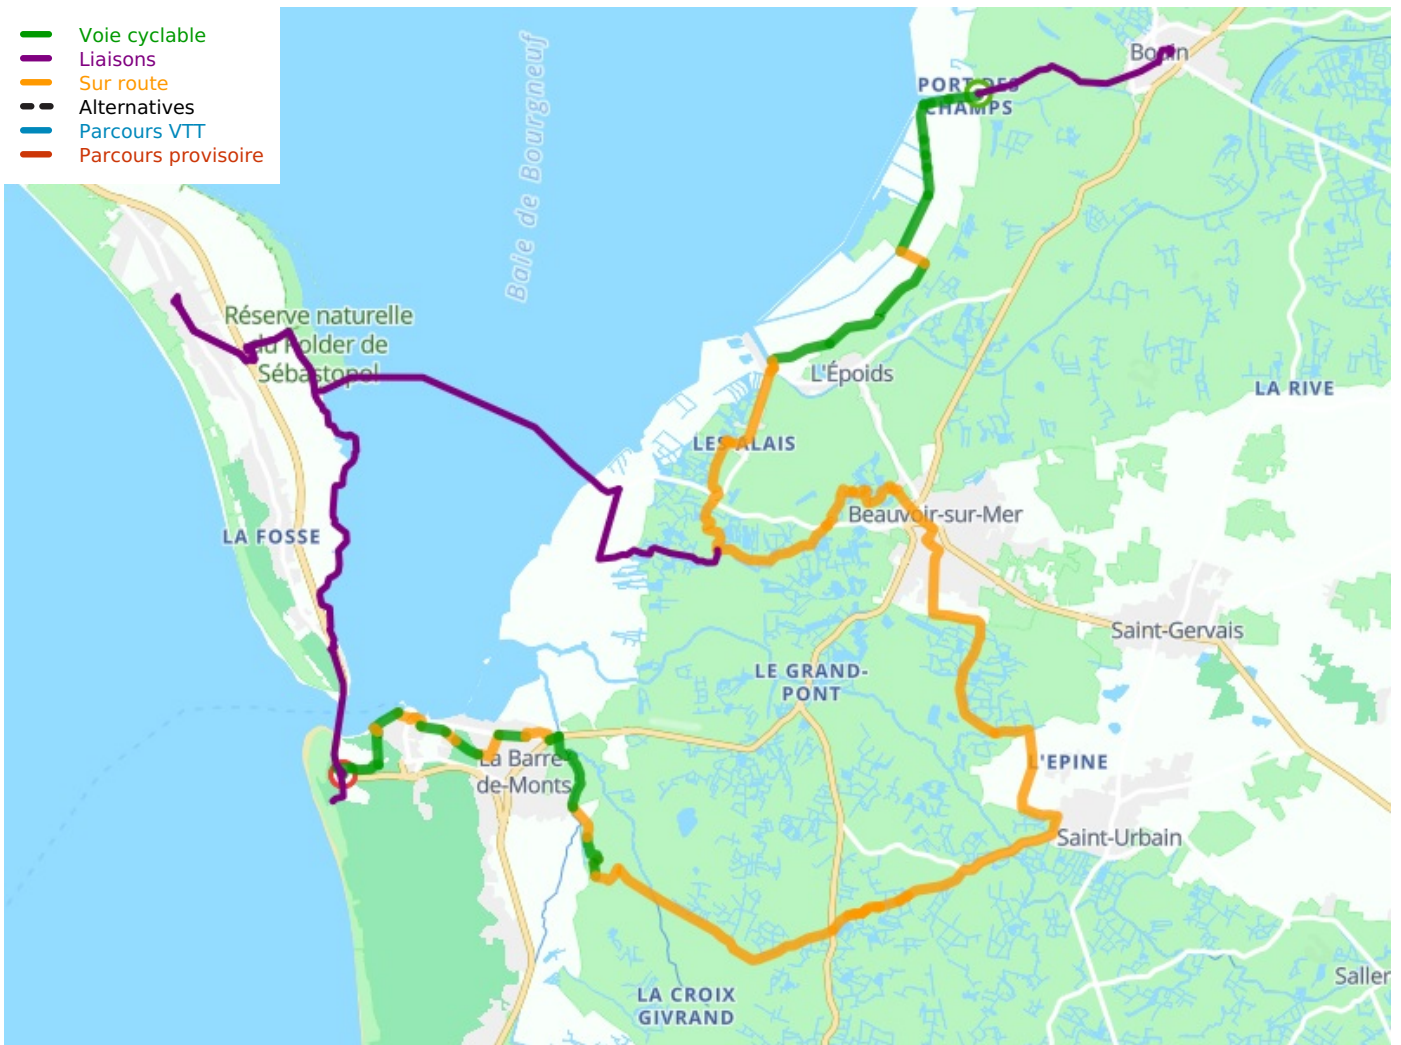 Voie cyclable
Liaisons
Sur route
Alternatives
Parcours VTT
Parcours provisoire
Baie de Bourgneuf
Bouin
PORT DES
CHAMPS
Réserve naturelle
du Polder de
Sébastopol
L'Époids
LA RIVE
LES ALAIS
Beauvoir-sur-Mer
LA FOSSE
Saint-Gervais
LE GRAND-
PONT
La Barre-
de-Monts
L'EPINE
Saint-Urbain
Saller
LA CROIX
GIVRAND